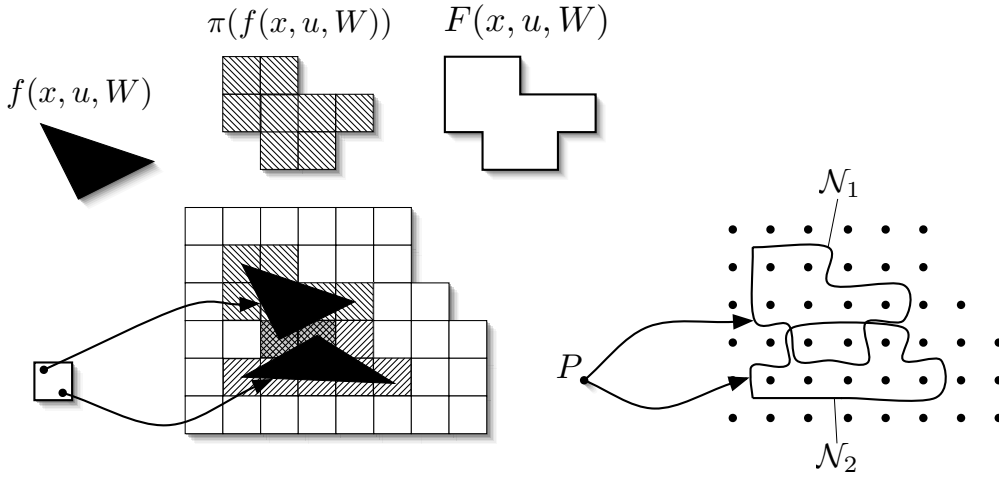 π(f(x, u, W))
F(x, u, W)
f(x, u, W)
𝒩₁
P
𝒩₂